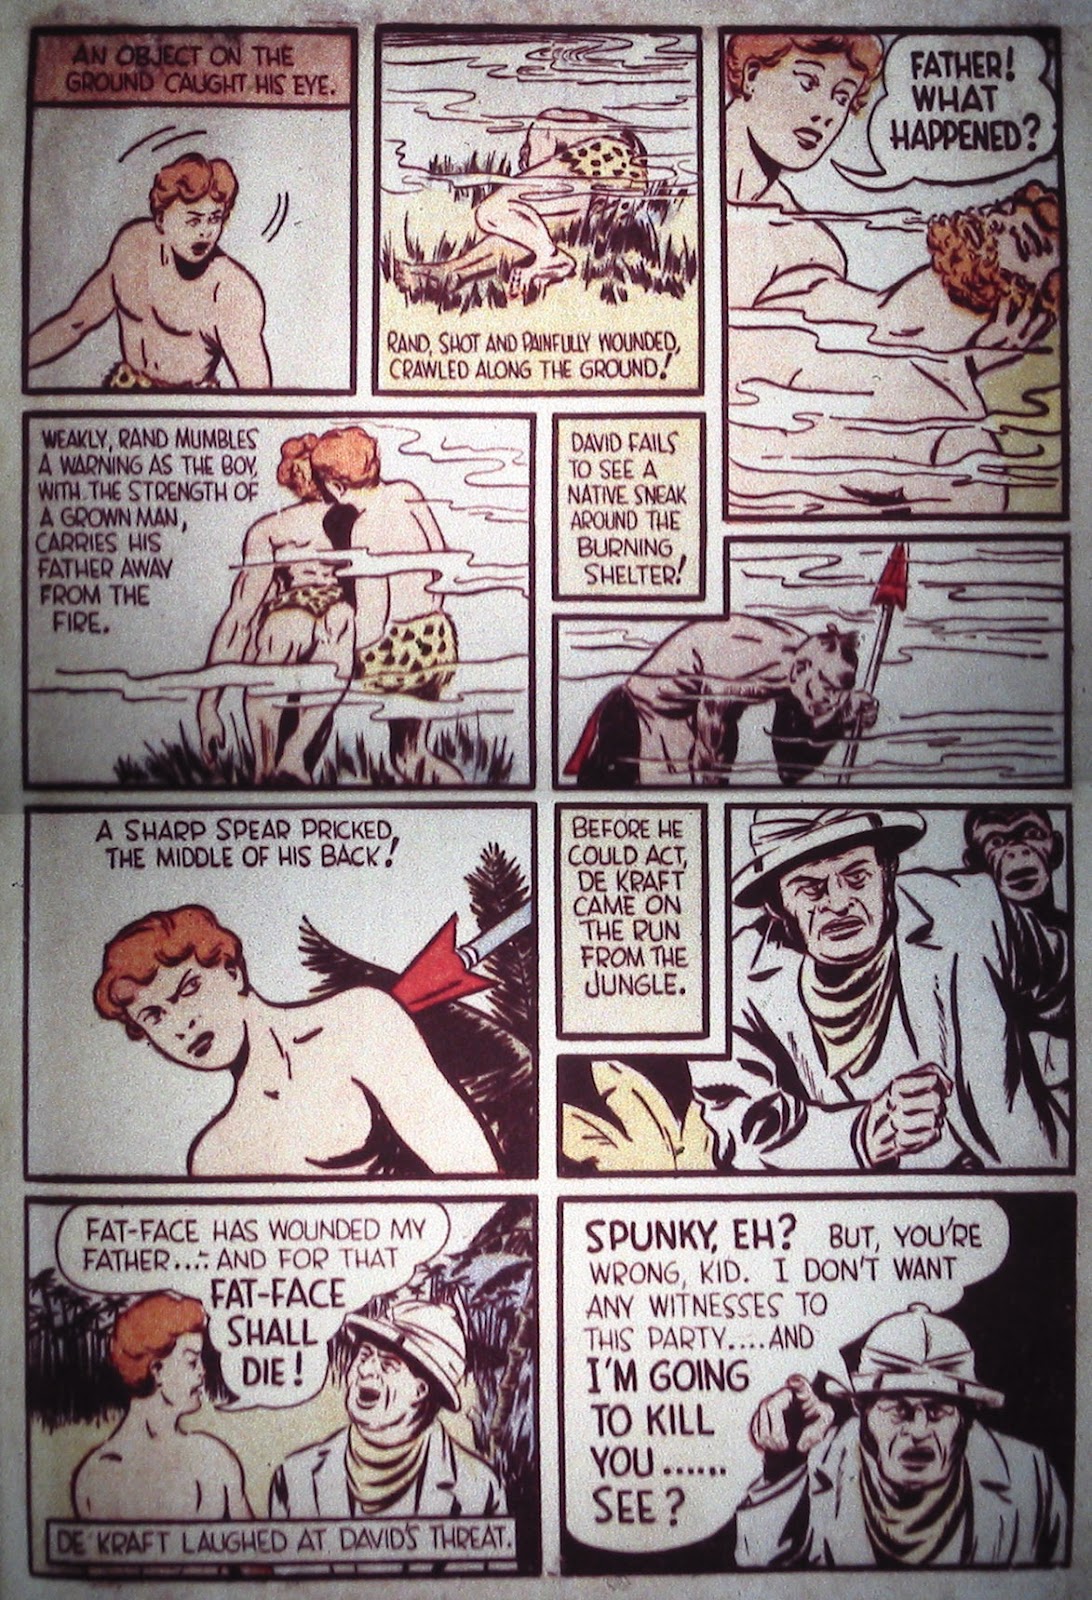 AN OBJECT ON THE
GROUND CAUGHT HIS EYE.
RAND, SHOT AND PAINFULLY WOUNDED,
CRAWLED ALONG THE GROUND!
FATHER!
WHAT
HAPPENED?
WEAKLY, RAND MUMBLES
A WARNING AS THE BOY,
WITH THE STRENGTH OF
A GROWN MAN,
CARRIES HIS
FATHER AWAY
FROM THE
FIRE.
DAVID FAILS
TO SEE A
NATIVE SNEAK
AROUND THE
BURNING
SHELTER!
A SHARP SPEAR PRICKED,
THE MIDDLE OF HIS BACK!
BEFORE HE
COULD ACT,
DE KRAFT
CAME ON
THE RUN
FROM THE
JUNGLE.
FAT-FACE HAS WOUNDED MY
FATHER...: AND FOR THAT
FAT-FACE
SHALL
DIE!
DE KRAFT LAUGHED AT DAVID'S THREAT.
SPUNKY, EH? BUT, YOU'RE
WRONG, KID. I DON'T WANT
ANY WITNESSES TO
THIS PARTY....AND
I'M GOING
TO KILL
YOU......
SEE?